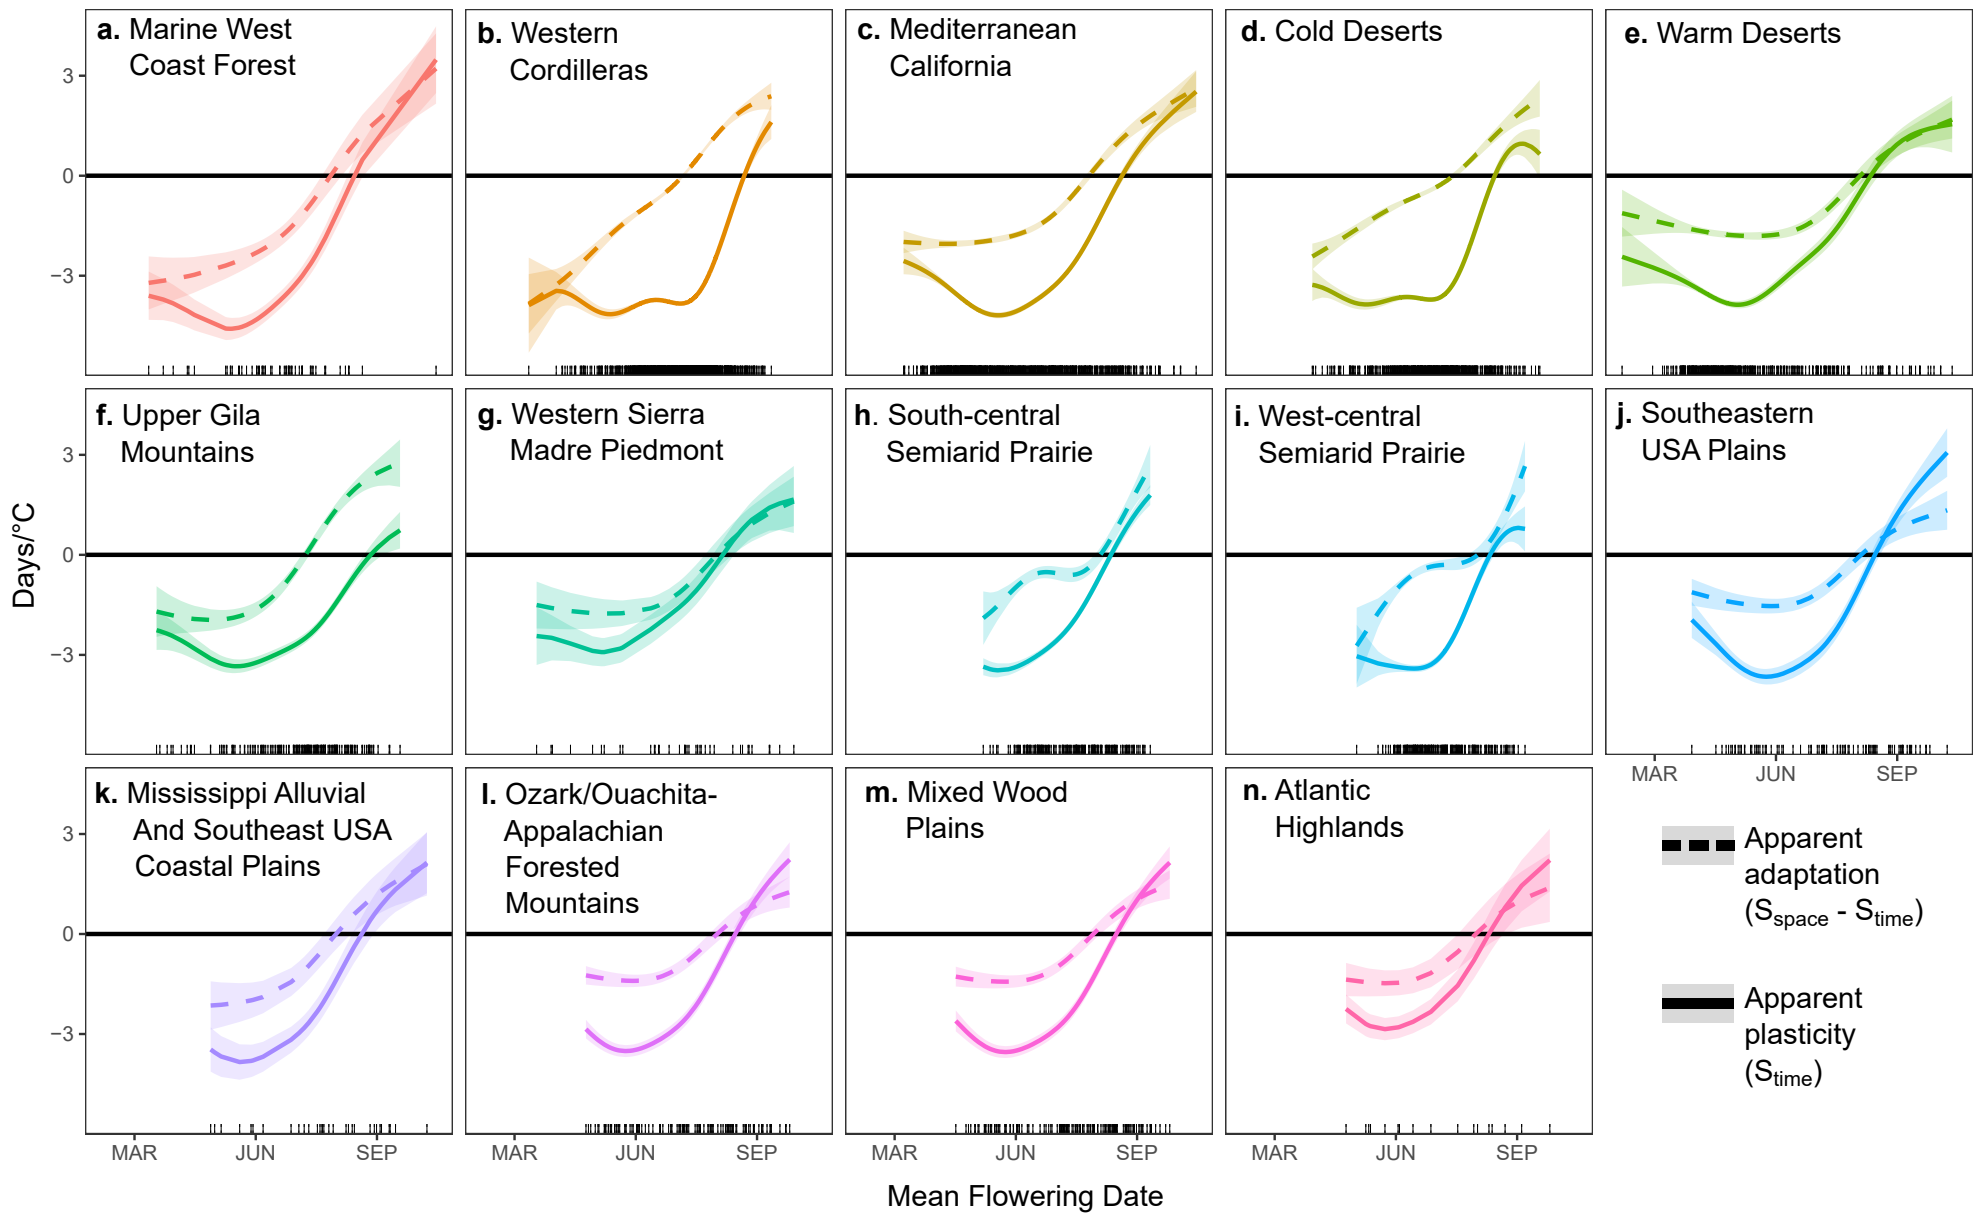 a. Marine West
Coast Forest
b. Western
Cordilleras
c. Mediterranean
California
d. Cold Deserts
e. Warm Deserts
3
0
−3
f. Upper Gila
Mountains
g. Western Sierra
Madre Piedmont
h. South-central
Semiarid Prairie
i. West-central
Semiarid Prairie
j. Southeastern
USA Plains
3
0
−3
Days/°C
MAR JUN SEP
k. Mississippi Alluvial
And Southeast USA
Coastal Plains
l. Ozark/Ouachita-
Appalachian
Forested
Mountains
m. Mixed Wood
Plains
n. Atlantic
Highlands
3
0
−3
MAR JUN SEP
MAR JUN SEP
MAR JUN SEP
MAR JUN SEP
Mean Flowering Date
Apparent
adaptation
(Sspace - Stime)
Apparent
plasticity
(Stime)